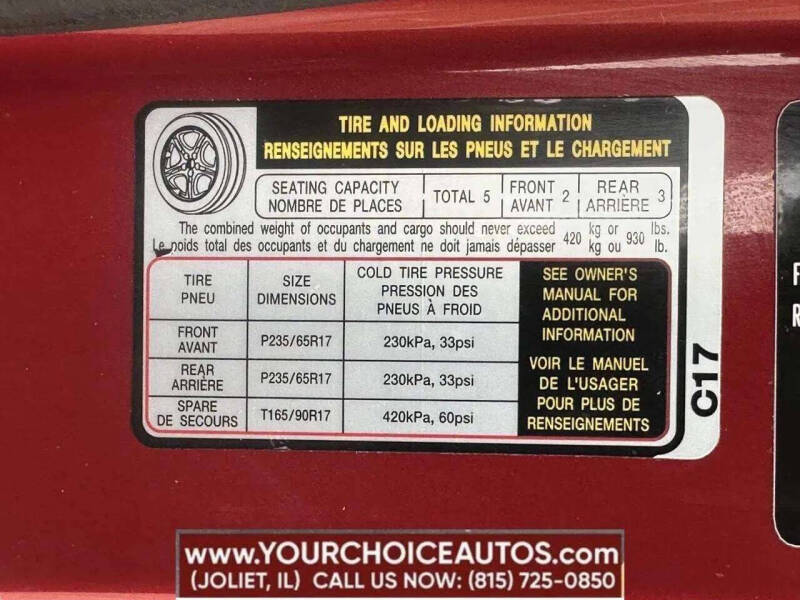 TIRE AND LOADING INFORMATION
RENSEIGNEMENTS SUR LES PNEUS ET LE CHARGEMENT
SEATING CAPACITY
NOMBRE DE PLACES
TOTAL 5
FRONT
AVANT 2
REAR
ARRIÈRE 3
The combined weight of occupants and cargo should never exceed 420 kg or 930 lbs.
Le poids total des occupants et du chargement ne doit jamais dépasser 420 kg ou 930 lb.
TIRE
PNEU
SIZE
DIMENSIONS
COLD TIRE PRESSURE
PRESSION DES
PNEUS À FROID
FRONT
AVANT
P235/65R17
230kPa, 33psi
REAR
ARRIÈRE
P235/65R17
230kPa, 33psi
SPARE
DE SECOURS
T165/90R17
420kPa, 60psi
SEE OWNER'S
MANUAL FOR
ADDITIONAL
INFORMATION
VOIR LE MANUEL
DE L'USAGER
POUR PLUS DE
RENSEIGNEMENTS
C17
F
R
www.YOURCHOICEAUTOS.com
(JOLIET, IL) CALL US NOW: (815) 725-0850